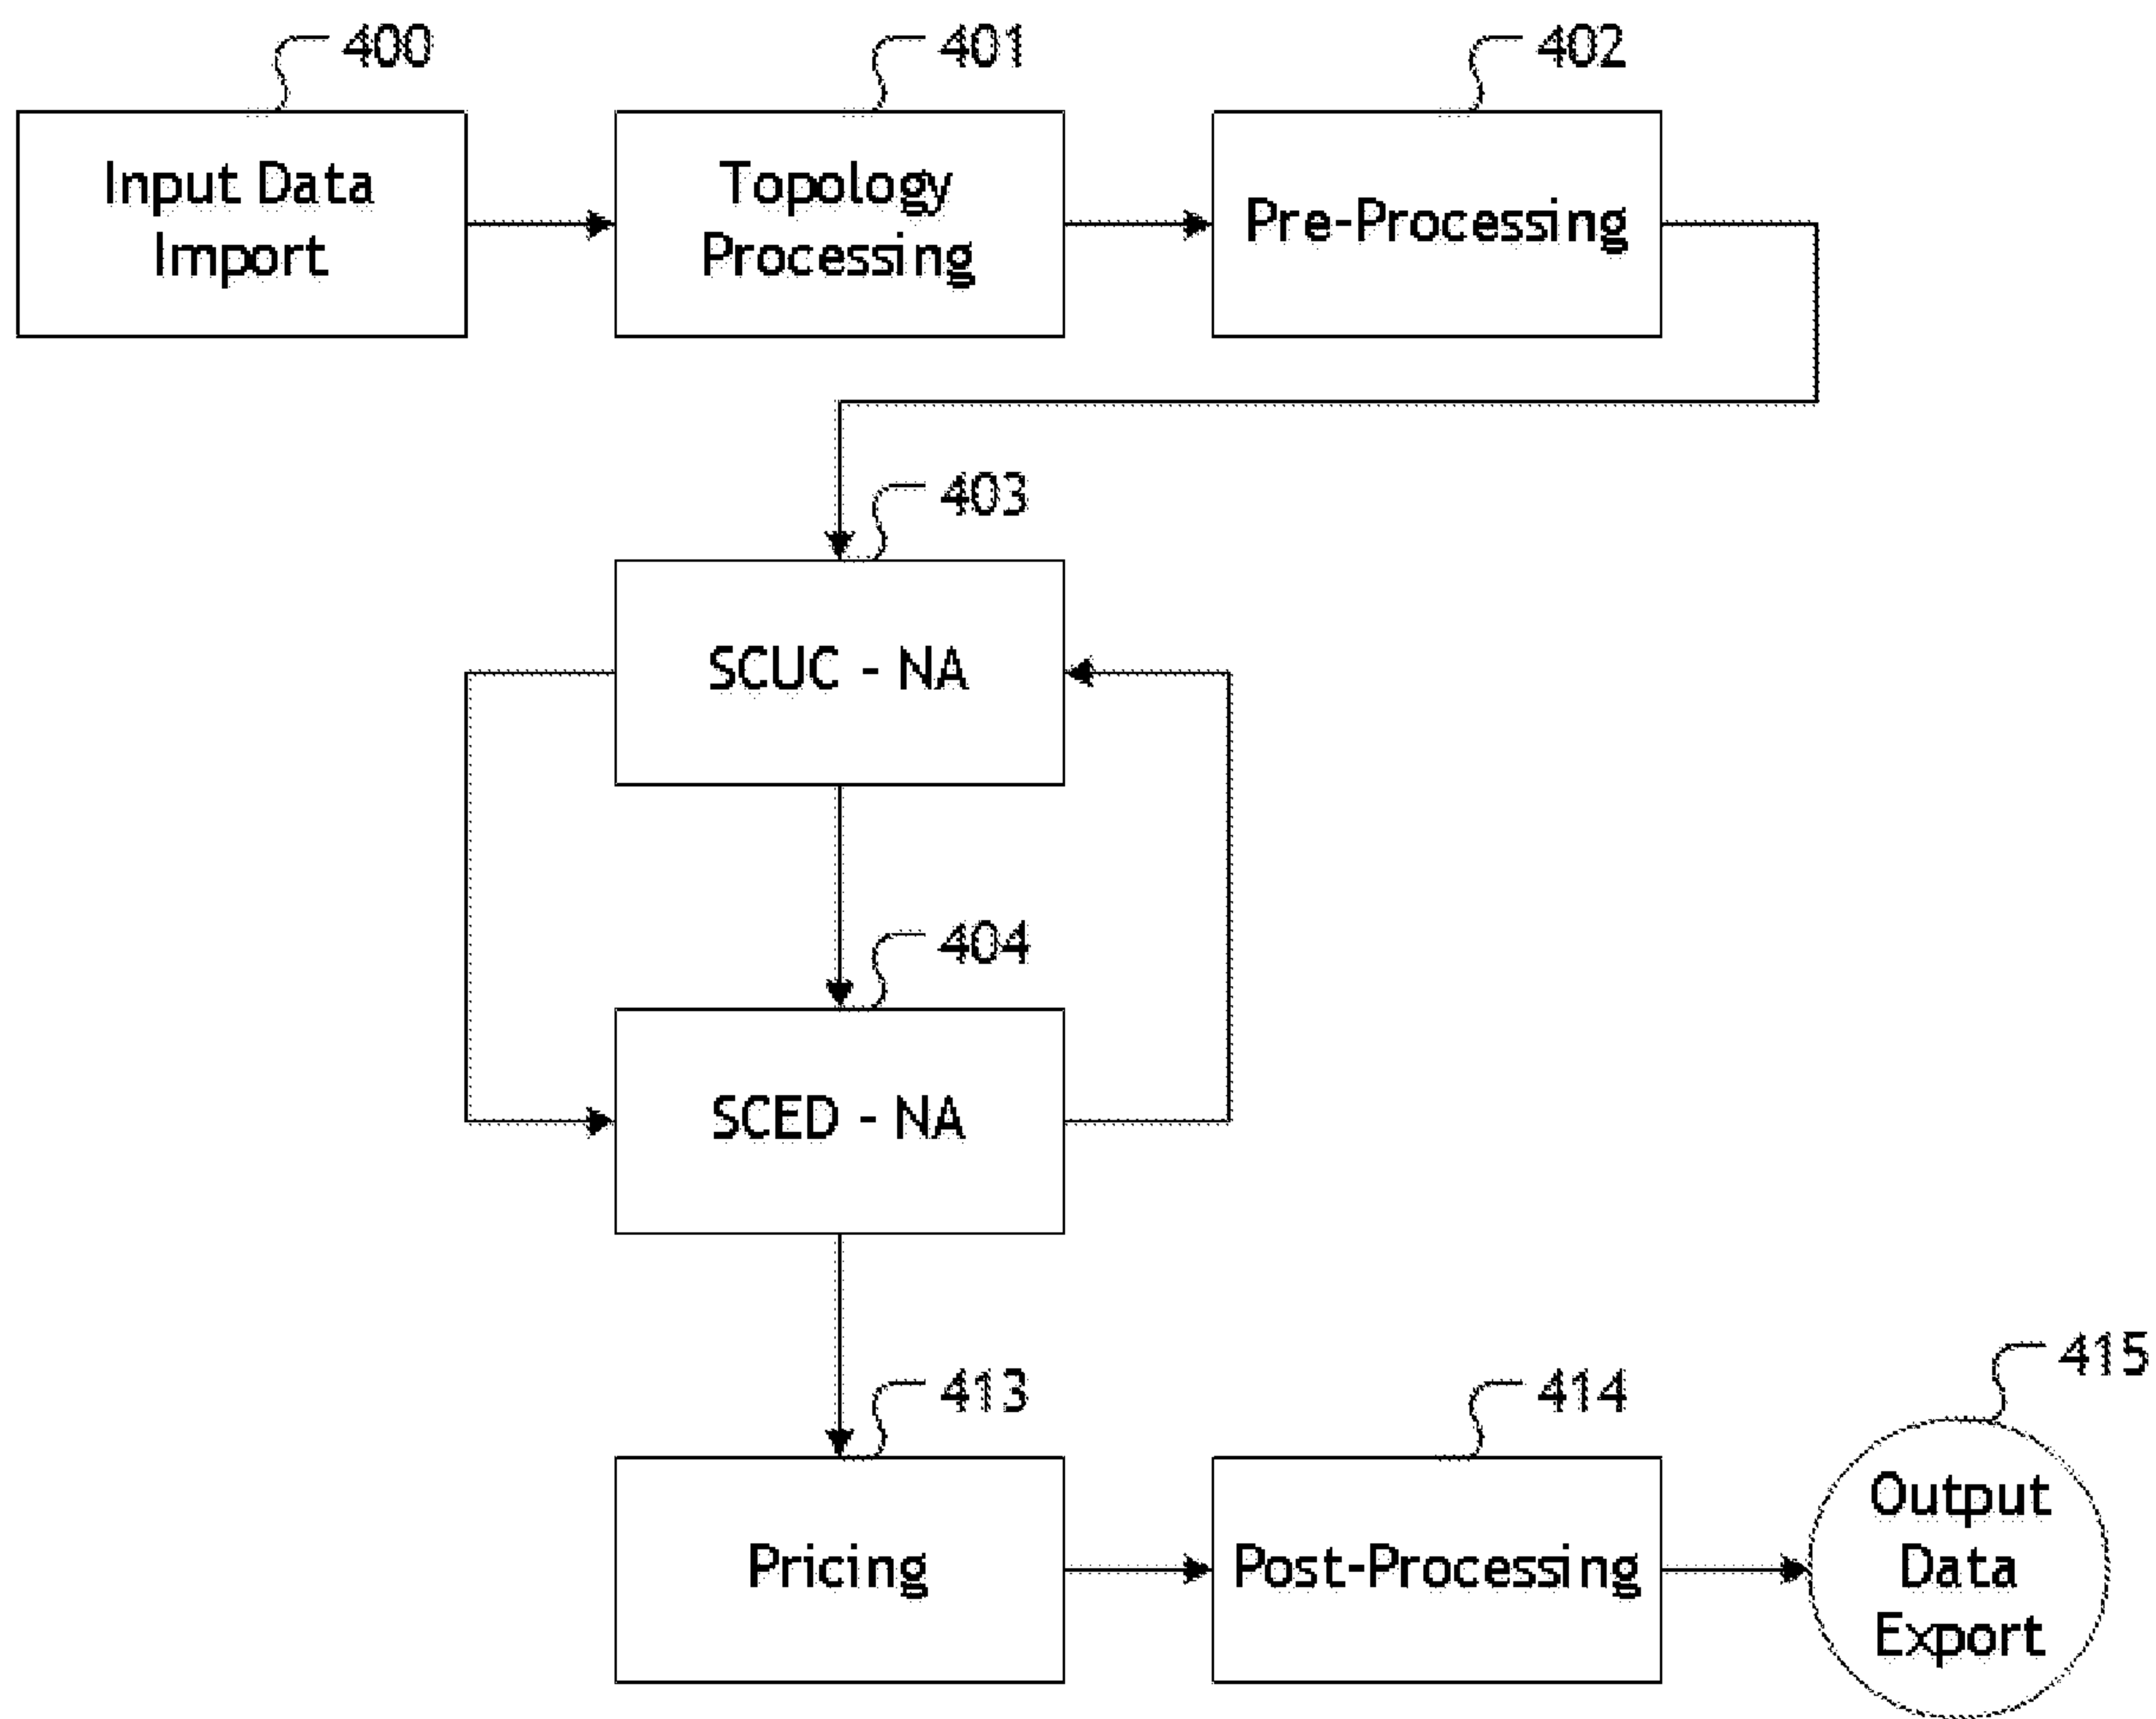 400
401
402
Input Data
Import
Topology
Processing
Pre-Processing
403
SCUC - NA
404
SCED - NA
413
414
415
Pricing
Post-Processing
Output
Data
Export